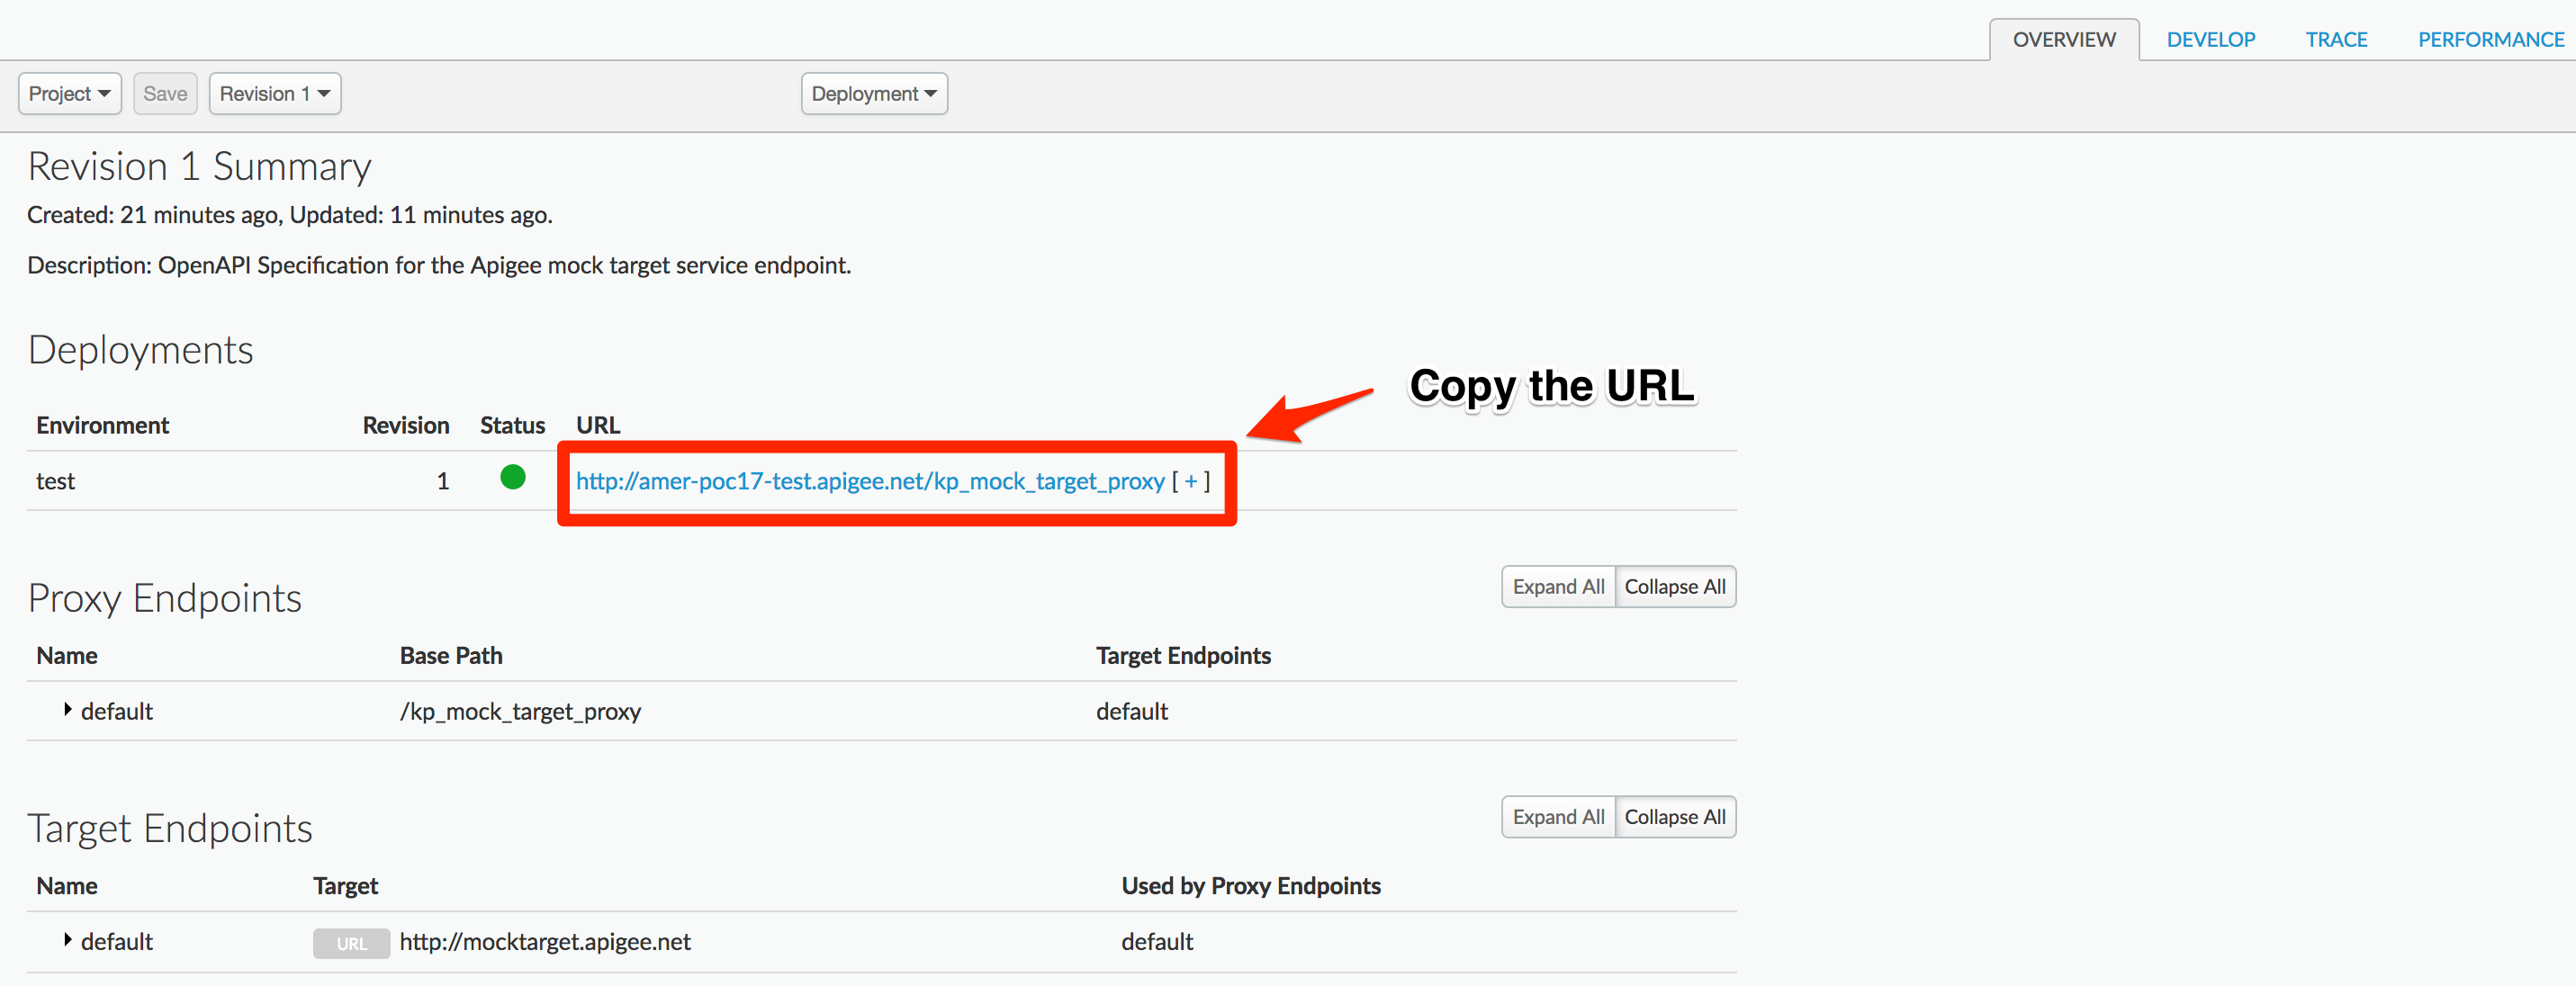 OVERVIEW DEVELOP TRACE PERFORMANCE
Project Save Revision 1 Deployment
Revision 1 Summary
Created: 21 minutes ago, Updated: 11 minutes ago.
Description: OpenAPI Specification for the Apigee mock target service endpoint.
Deployments
Copy the URL
Environment Revision Status URL
test 1 http://amer-poc17-test.apigee.net/kp_mock_target_proxy [ + ]
Proxy Endpoints Expand All Collapse All
Name Base Path Target Endpoints
default /kp_mock_target_proxy default
Target Endpoints Expand All Collapse All
Name Target Used by Proxy Endpoints
default URL http://mocktarget.apigee.net default